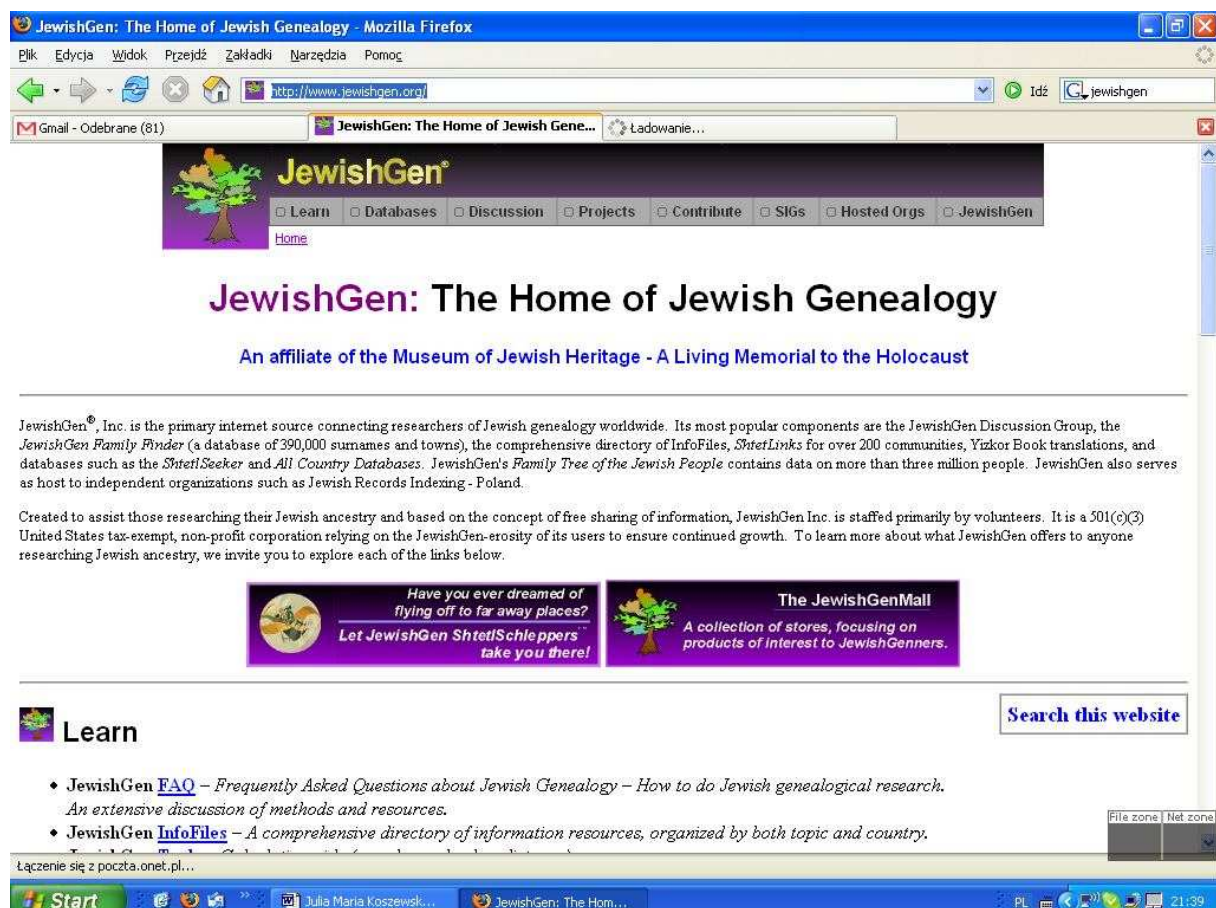 JewishGen: The Home of Jewish Genealogy - Mozilla Firefox
Plik Edycja Widok Przejdź Zakładki Narzędzia Pomoc
http://www.jewishgen.org/ Idź jewishgen
Gmail - Odebrane (81) JewishGen: The Home of Jewish Gene... Ładowanie...
JewishGen®
Learn Databases Discussion Projects Contribute SIGs Hosted Orgs JewishGen
Home
JewishGen: The Home of Jewish Genealogy
An affiliate of the Museum of Jewish Heritage - A Living Memorial to the Holocaust
JewishGen®, Inc. is the primary internet source connecting researchers of Jewish genealogy worldwide. Its most popular components are the JewishGen Discussion Group, the
JewishGen Family Finder (a database of 390,000 surnames and towns), the comprehensive directory of InfoFiles, ShtetLinks for over 200 communities, Yizkor Book translations, and
databases such as the ShtetlSeeker and All Country Databases. JewishGen's Family Tree of the Jewish People contains data on more than three million people. JewishGen also serves
as host to independent organizations such as Jewish Records Indexing - Poland.
Created to assist those researching their Jewish ancestry and based on the concept of free sharing of information, JewishGen Inc. is staffed primarily by volunteers. It is a 501(c)(3)
United States tax-exempt, non-profit corporation relying on the JewishGen-erosity of its users to ensure continued growth. To learn more about what JewishGen offers to anyone
researching Jewish ancestry, we invite you to explore each of the links below.
Have you ever dreamed of
flying off to far away places?
Let JewishGen ShtetlSchleppers™
take you there!
The JewishGenMall
A collection of stores, focusing on
products of interest to JewishGenners.
Search this website
Learn
• JewishGen FAQ – Frequently Asked Questions about Jewish Genealogy – How to do Jewish genealogical research.
An extensive discussion of methods and resources.
• JewishGen InfoFiles – A comprehensive directory of information resources, organized by both topic and country.
File zone Net zone
Łączenie się z poczta.onet.pl...
Start Julia Maria Koszewsk... JewishGen: The Hom... PL 21:39